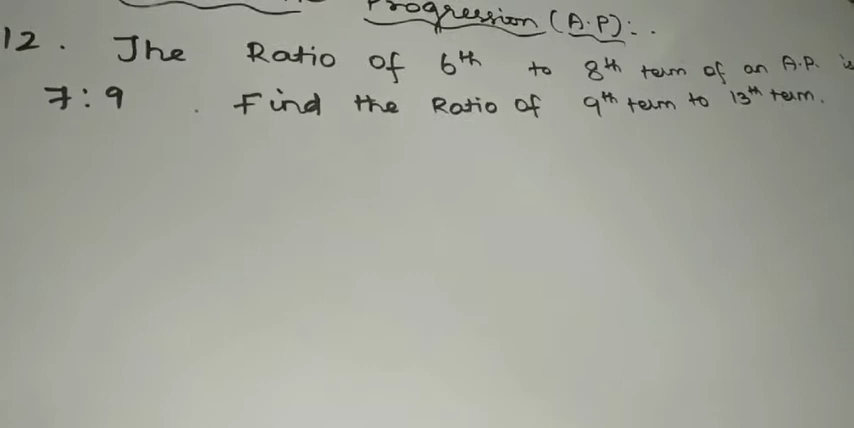 Progression (A.P):.
12. The Ratio of 6th to 8th term of an A.P. is
7:9. Find the Ratio of 9th term to 13th term.